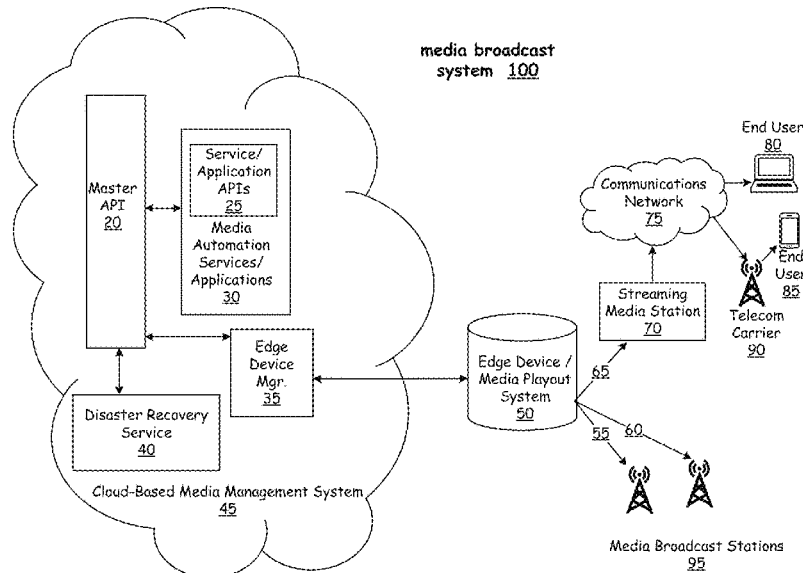 media broadcast
system 100
Master
API
20
Service/
Application
APIs
25
Media
Automation
Services/
Applications
30
Edge
Device
Mgr.
35
Disaster Recovery
Service
40
Cloud-Based Media Management System
45
Edge Device /
Media Playout
System
50
65
55
60
Streaming
Media Station
70
Communications
Network
75
End User
80
End
User
85
Telecom
Carrier
90
Media Broadcast Stations
95